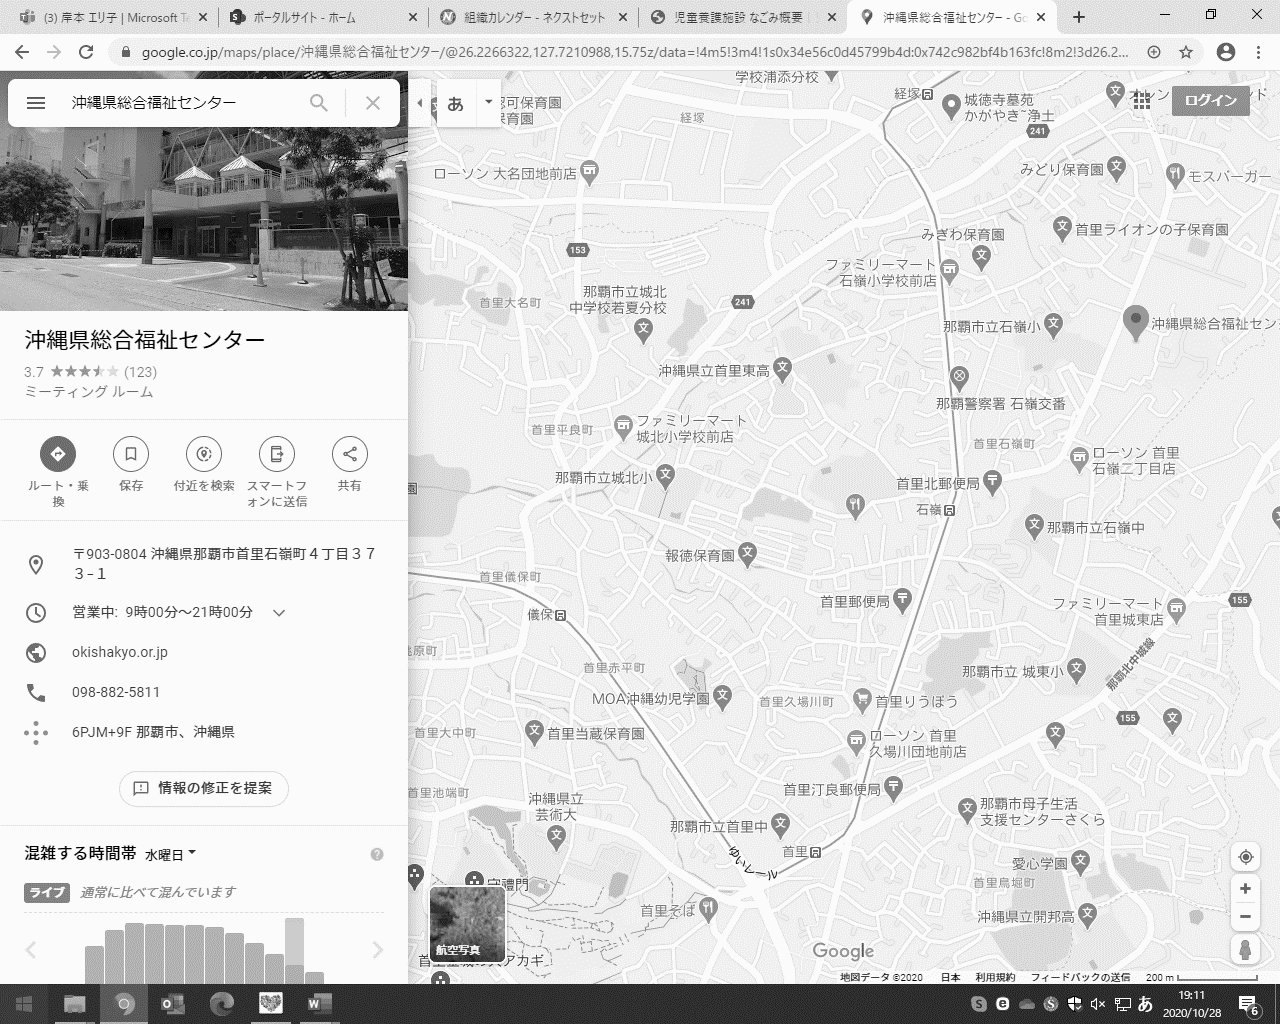 (3) 岸本 エリ子 | Microsoft Te
ポータルサイト - ホーム
組織カレンダー - ネクストセット
児童養護施設 なごみ概要 |
沖縄県総合福祉センター - Go
google.co.jp/maps/place/沖縄県総合福祉センター/@26.2266322,127.7210988,15.75z/data=!4m5!3m4!1s0x34e56c0d45799b4d:0x742c982bf4b163fc!8m2!3d26.2...
沖縄県総合福祉センター
沖縄県総合福祉センター
3.7
(123)
ミーティング ルーム
ルート・乗
換
保存
付近を検索
スマートフ
ォンに送信
共有
〒903-0804 沖縄県那覇市首里石嶺町４丁目３７
３−１
営業中: 9時00分～21時00分
okishakyo.or.jp
098-882-5811
6PJM+9F 那覇市、沖縄県
情報の修正を提案
混雑する時間帯 水曜日
ライブ 通常に比べて混んでいます
あ
ログイン
学校浦添分校
可保育園
保育園
経塚
経塚
城徳寺墓苑
かがやき~浄土
241
ローソン 大名団地前店
みどり保育園
モスバーガー
153
みぎわ保育園
首里ライオンの子保育園
ファミリーマート
石嶺小学校前店
首里大名町
那覇市立城北
中学校若夏分校
241
那覇市立石嶺小
沖縄県総合福祉セン
沖縄県立首里東高
那覇警察署 石嶺交番
首里平良町
ファミリーマート
城北小学校前店
首里石嶺町
ローソン 首里
石嶺二丁目店
那覇市立城北小
園
首里北郵便局
石嶺
那覇市立石嶺中
報徳保育園
首里儀保町
儀保
首里郵便局
ファミリーマート
首里城東店
155
桃原町
首里赤平町
那覇市立 城東小
那覇北中城線
MOA沖縄幼児学園
首里久場川町
首里りうぼう
155
首里大中町
首里当蔵保育園
ローソン 首里
久場川団地前店
首里池端町
沖縄県立
芸術大
首里汀良郵便局
那覇市母子生活
支援センターさくら
那覇市立首里中
ゆいレール
首里
愛心学園
首里鳥堀町
守禮門
首里そば
沖縄県立開邦高
航空写真
アカギ
Google
地図データ ©2020
日本
利用規約
フィードバックの送信
200 m
あ
19:11
2020/10/28
6